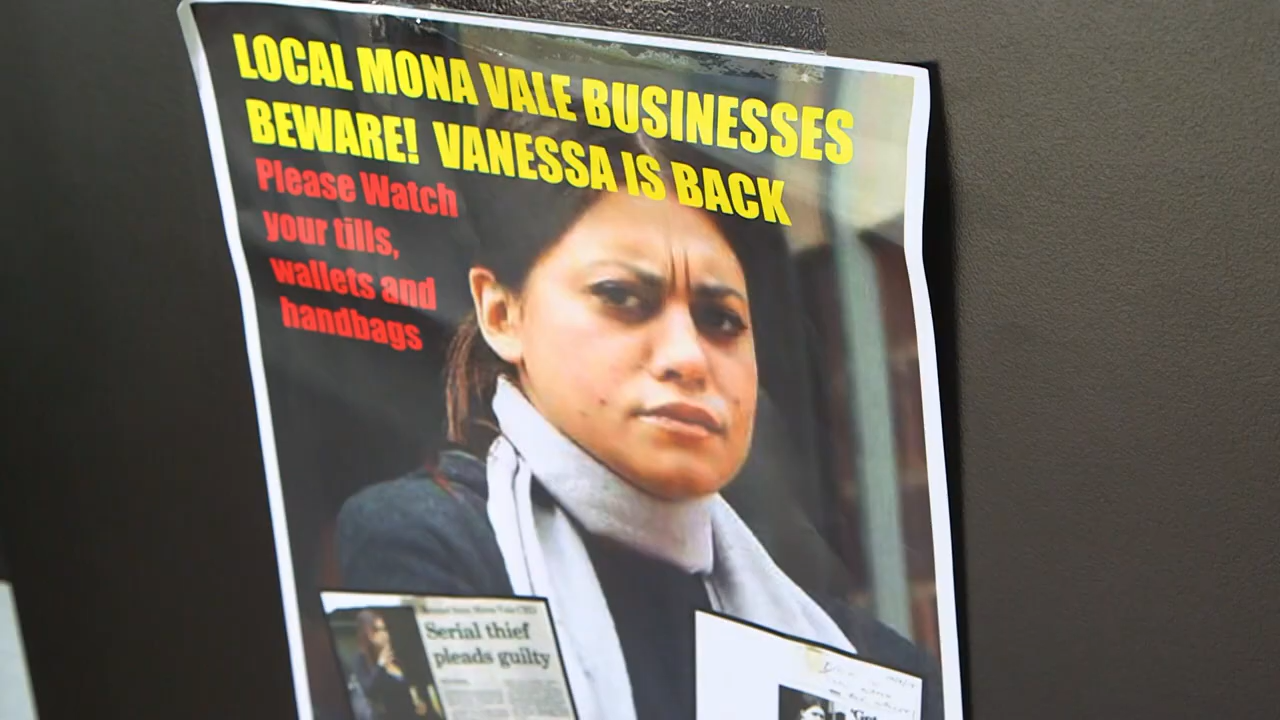 LOCAL MONA VALE BUSINESSES
BEWARE! VANESSA IS BACK
Please Watch
your tills,
wallets and
handbags
Serial thief
pleads guilty